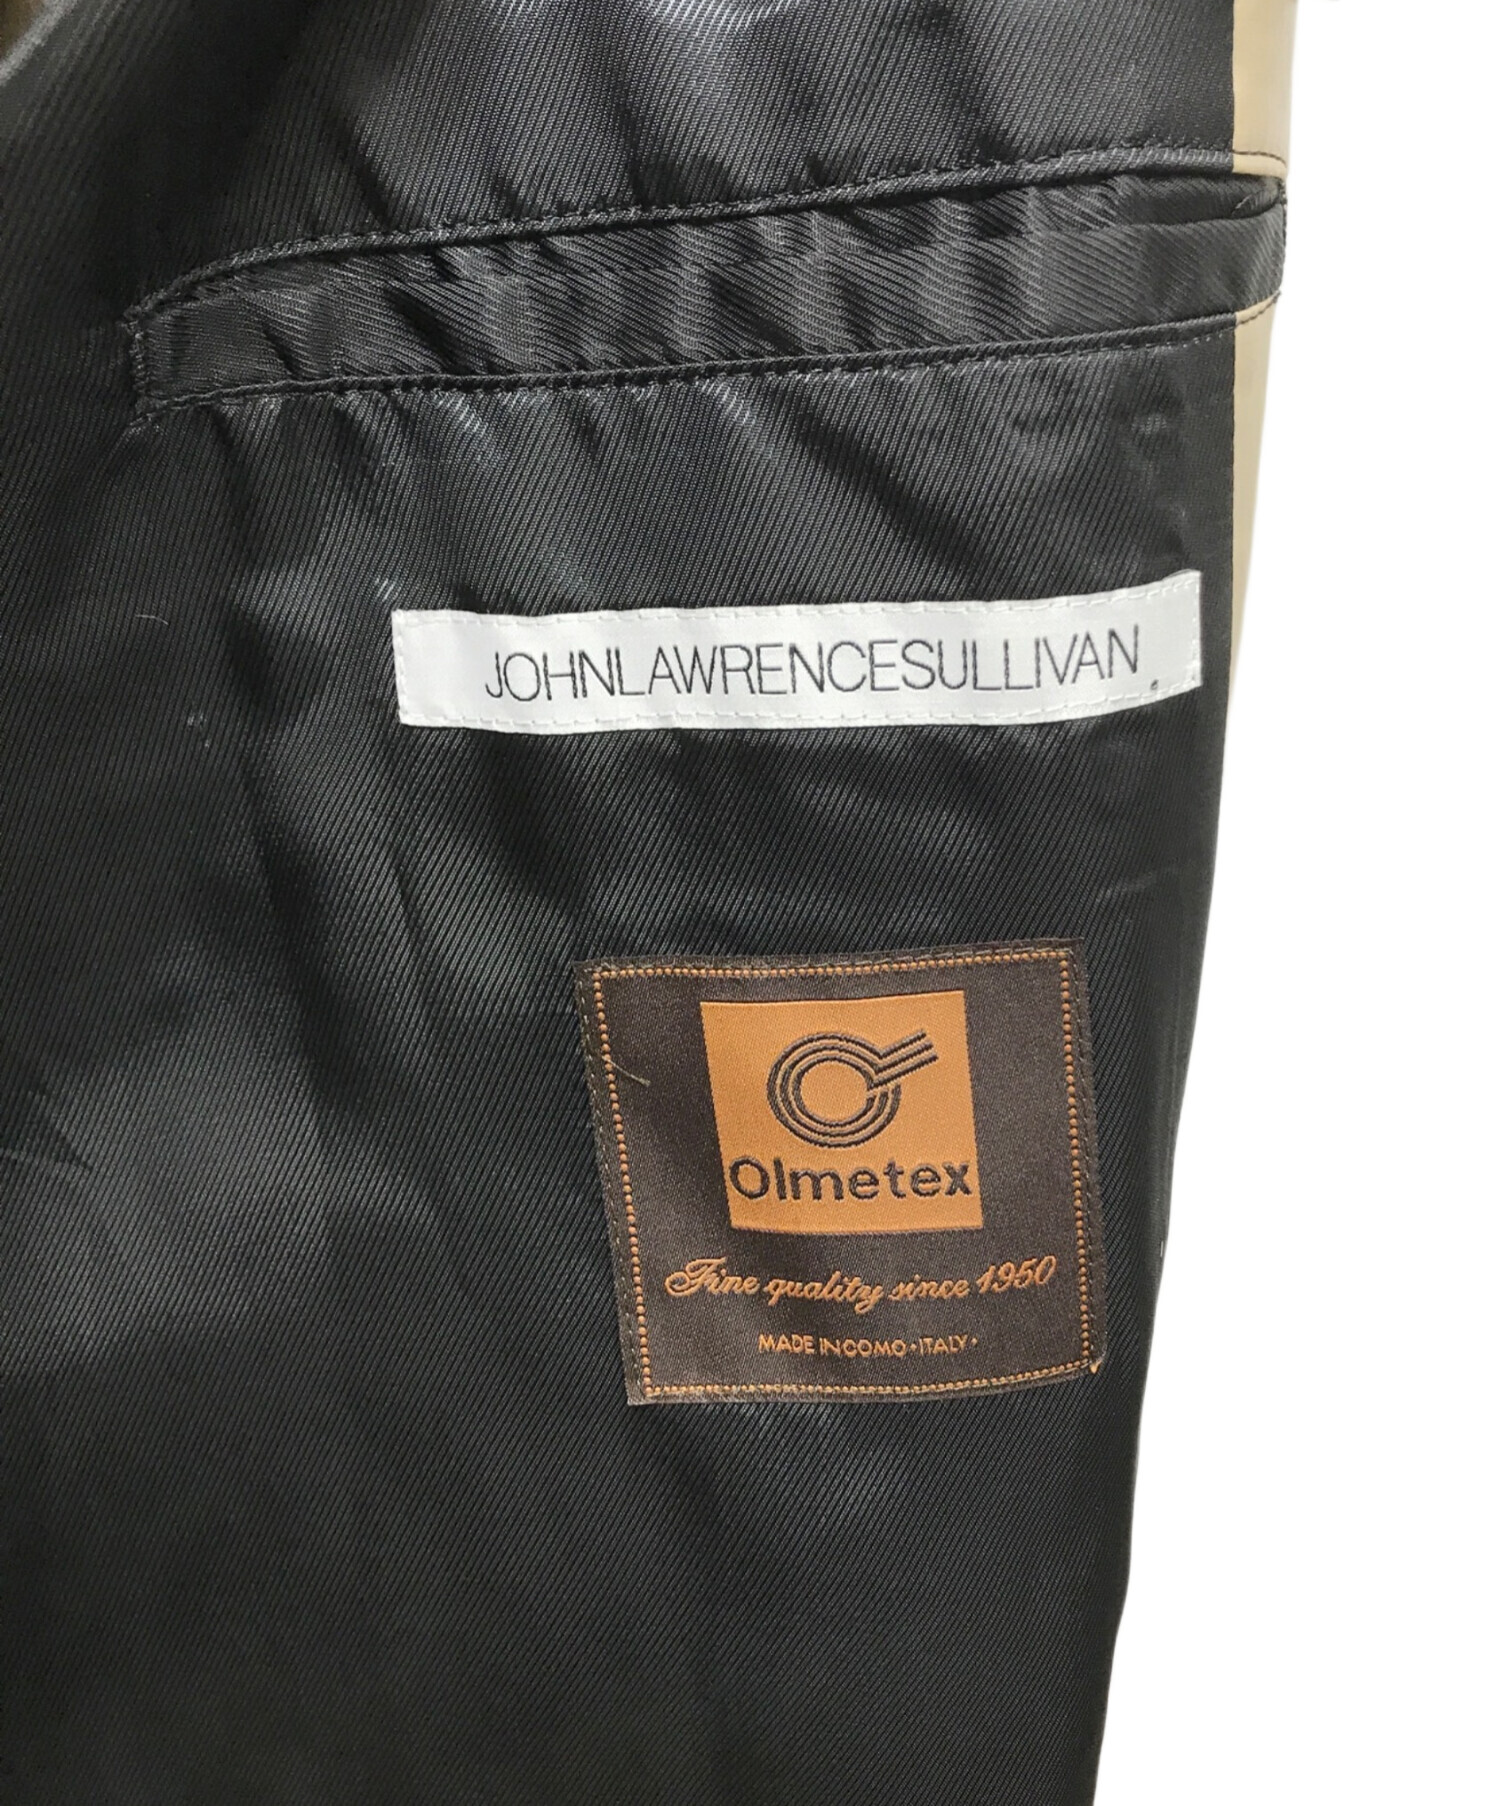 JOHNLAWRENCESULLIVAN
Olmetex
Fine quality since 1950
MADE IN COMO • ITALY •